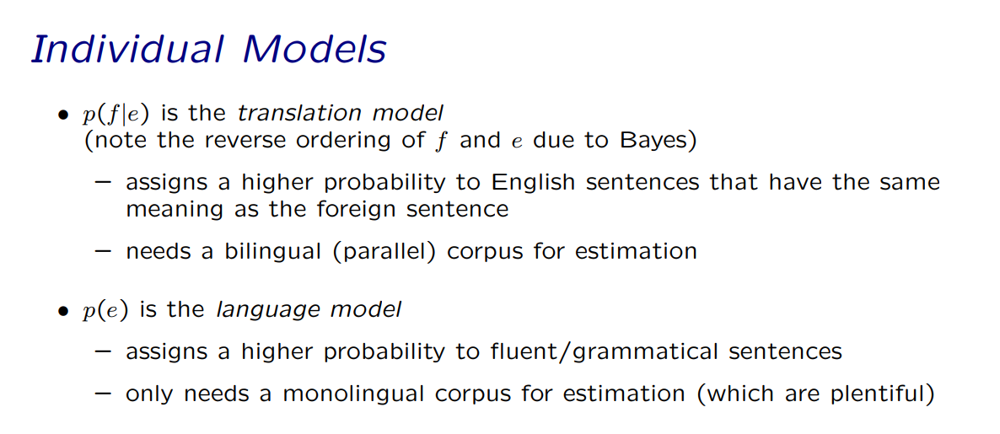 Individual Models
• p(f|e) is the translation model
(note the reverse ordering of f and e due to Bayes)
– assigns a higher probability to English sentences that have the same
meaning as the foreign sentence
– needs a bilingual (parallel) corpus for estimation
• p(e) is the language model
– assigns a higher probability to fluent/grammatical sentences
– only needs a monolingual corpus for estimation (which are plentiful)